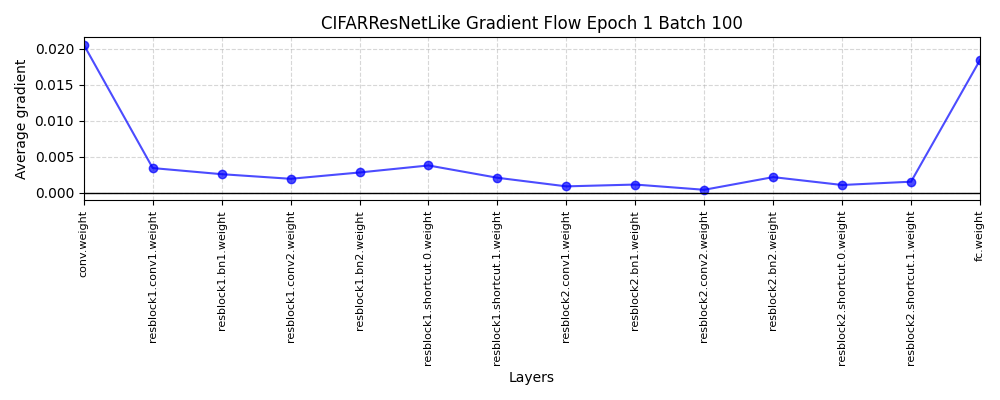 CIFARResNetLike Gradient Flow Epoch 1 Batch 100
Average gradient
0.020
0.015
0.010
0.005
0.000
conv.weight
resblock1.conv1.weight
resblock1.bn1.weight
resblock1.conv2.weight
resblock1.bn2.weight
resblock1.shortcut.0.weight
resblock1.shortcut.1.weight
resblock2.conv1.weight
resblock2.bn1.weight
resblock2.conv2.weight
resblock2.bn2.weight
resblock2.shortcut.0.weight
resblock2.shortcut.1.weight
fc.weight
Layers